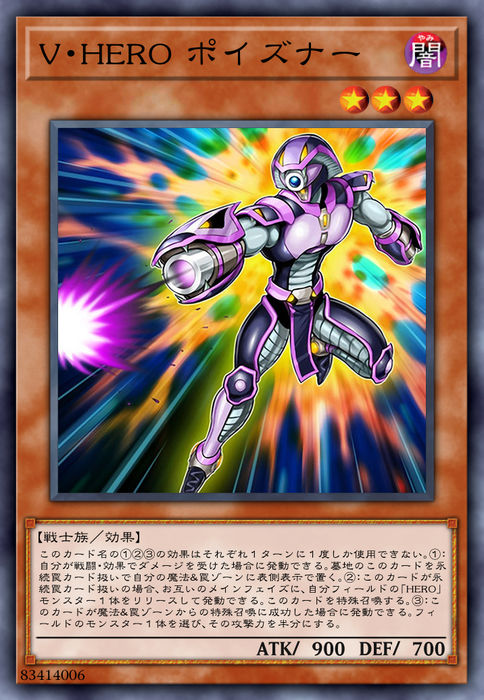 V・HERO ポイズナー
やみ
闇
【戦士族／効果】
このカード名の①②③の効果はそれぞれ１ターンに１度しか使用できない。①：
自分が戦闘・効果でダメージを受けた場合に発動できる。墓地のこのカードを永
続罠カード扱いで自分の魔法＆罠ゾーンに表側表示で置く。②：このカードが永
続罠カード扱いの場合、お互いのメインフェイズに、自分フィールドの「HERO」
モンスター１体をリリースして発動できる。このカードを特殊召喚する。③：こ
のカードが魔法＆罠ゾーンからの特殊召喚に成功した場合に発動できる。フィ
ールドのモンスター１体を選び、その攻撃力を半分にする。
ATK/ 900 DEF/ 700
83414006